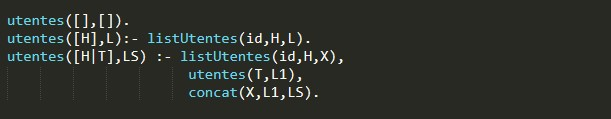 utentes([],[]).
utentes([H],L):- listUtentes(id,H,L).
utentes([H|T],LS) :- listUtentes(id,H,X),
utentes(T,L1),
concat(X,L1,LS).